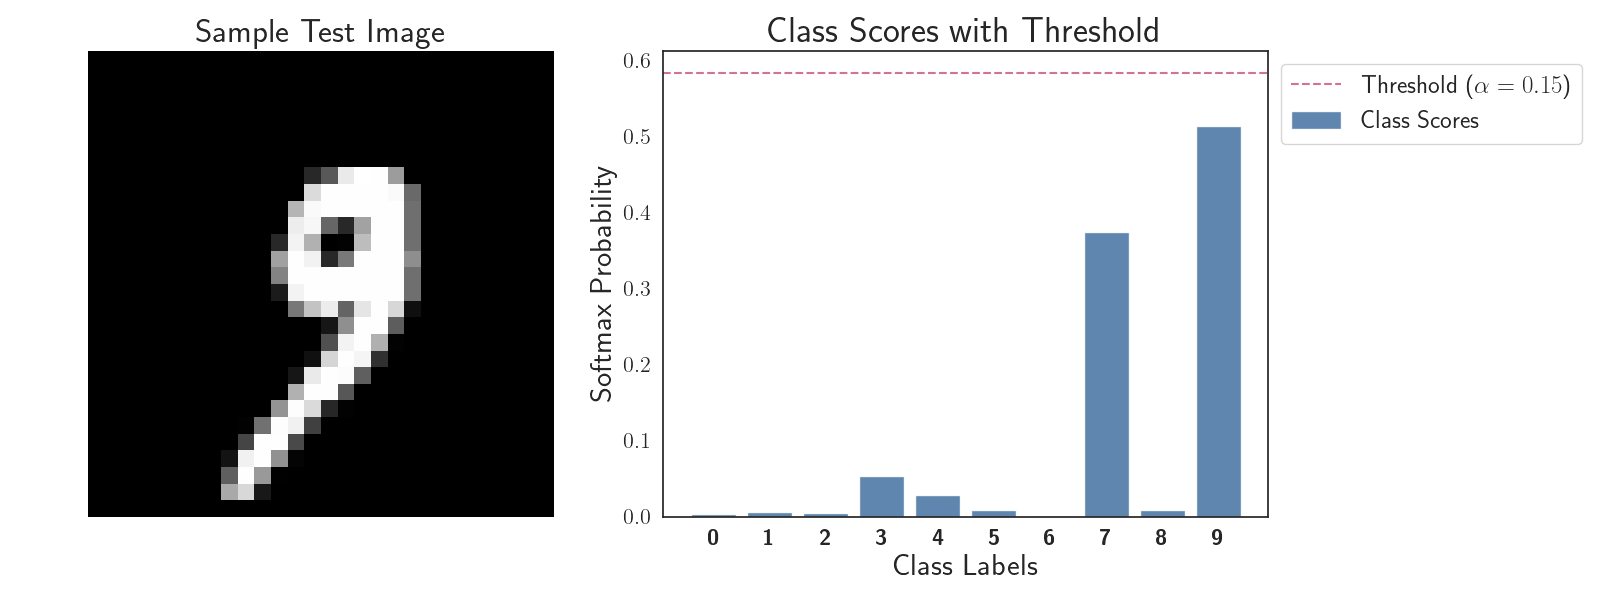 Sample Test Image
9
Class Scores with Threshold
Softmax Probability
0.6
0.5
0.4
0.3
0.2
0.1
0.0
0 1 2 3 4 5 6 7 8 9
Class Labels
Threshold (α = 0.15)
Class Scores